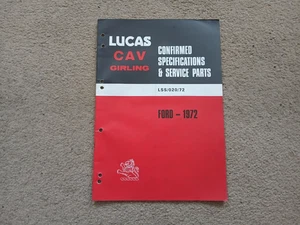 LUCAS
CAV
GIRLING
CONFIRMED
SPECIFICATIONS
& SERVICE PARTS
LSS/020/72
FORD - 1972